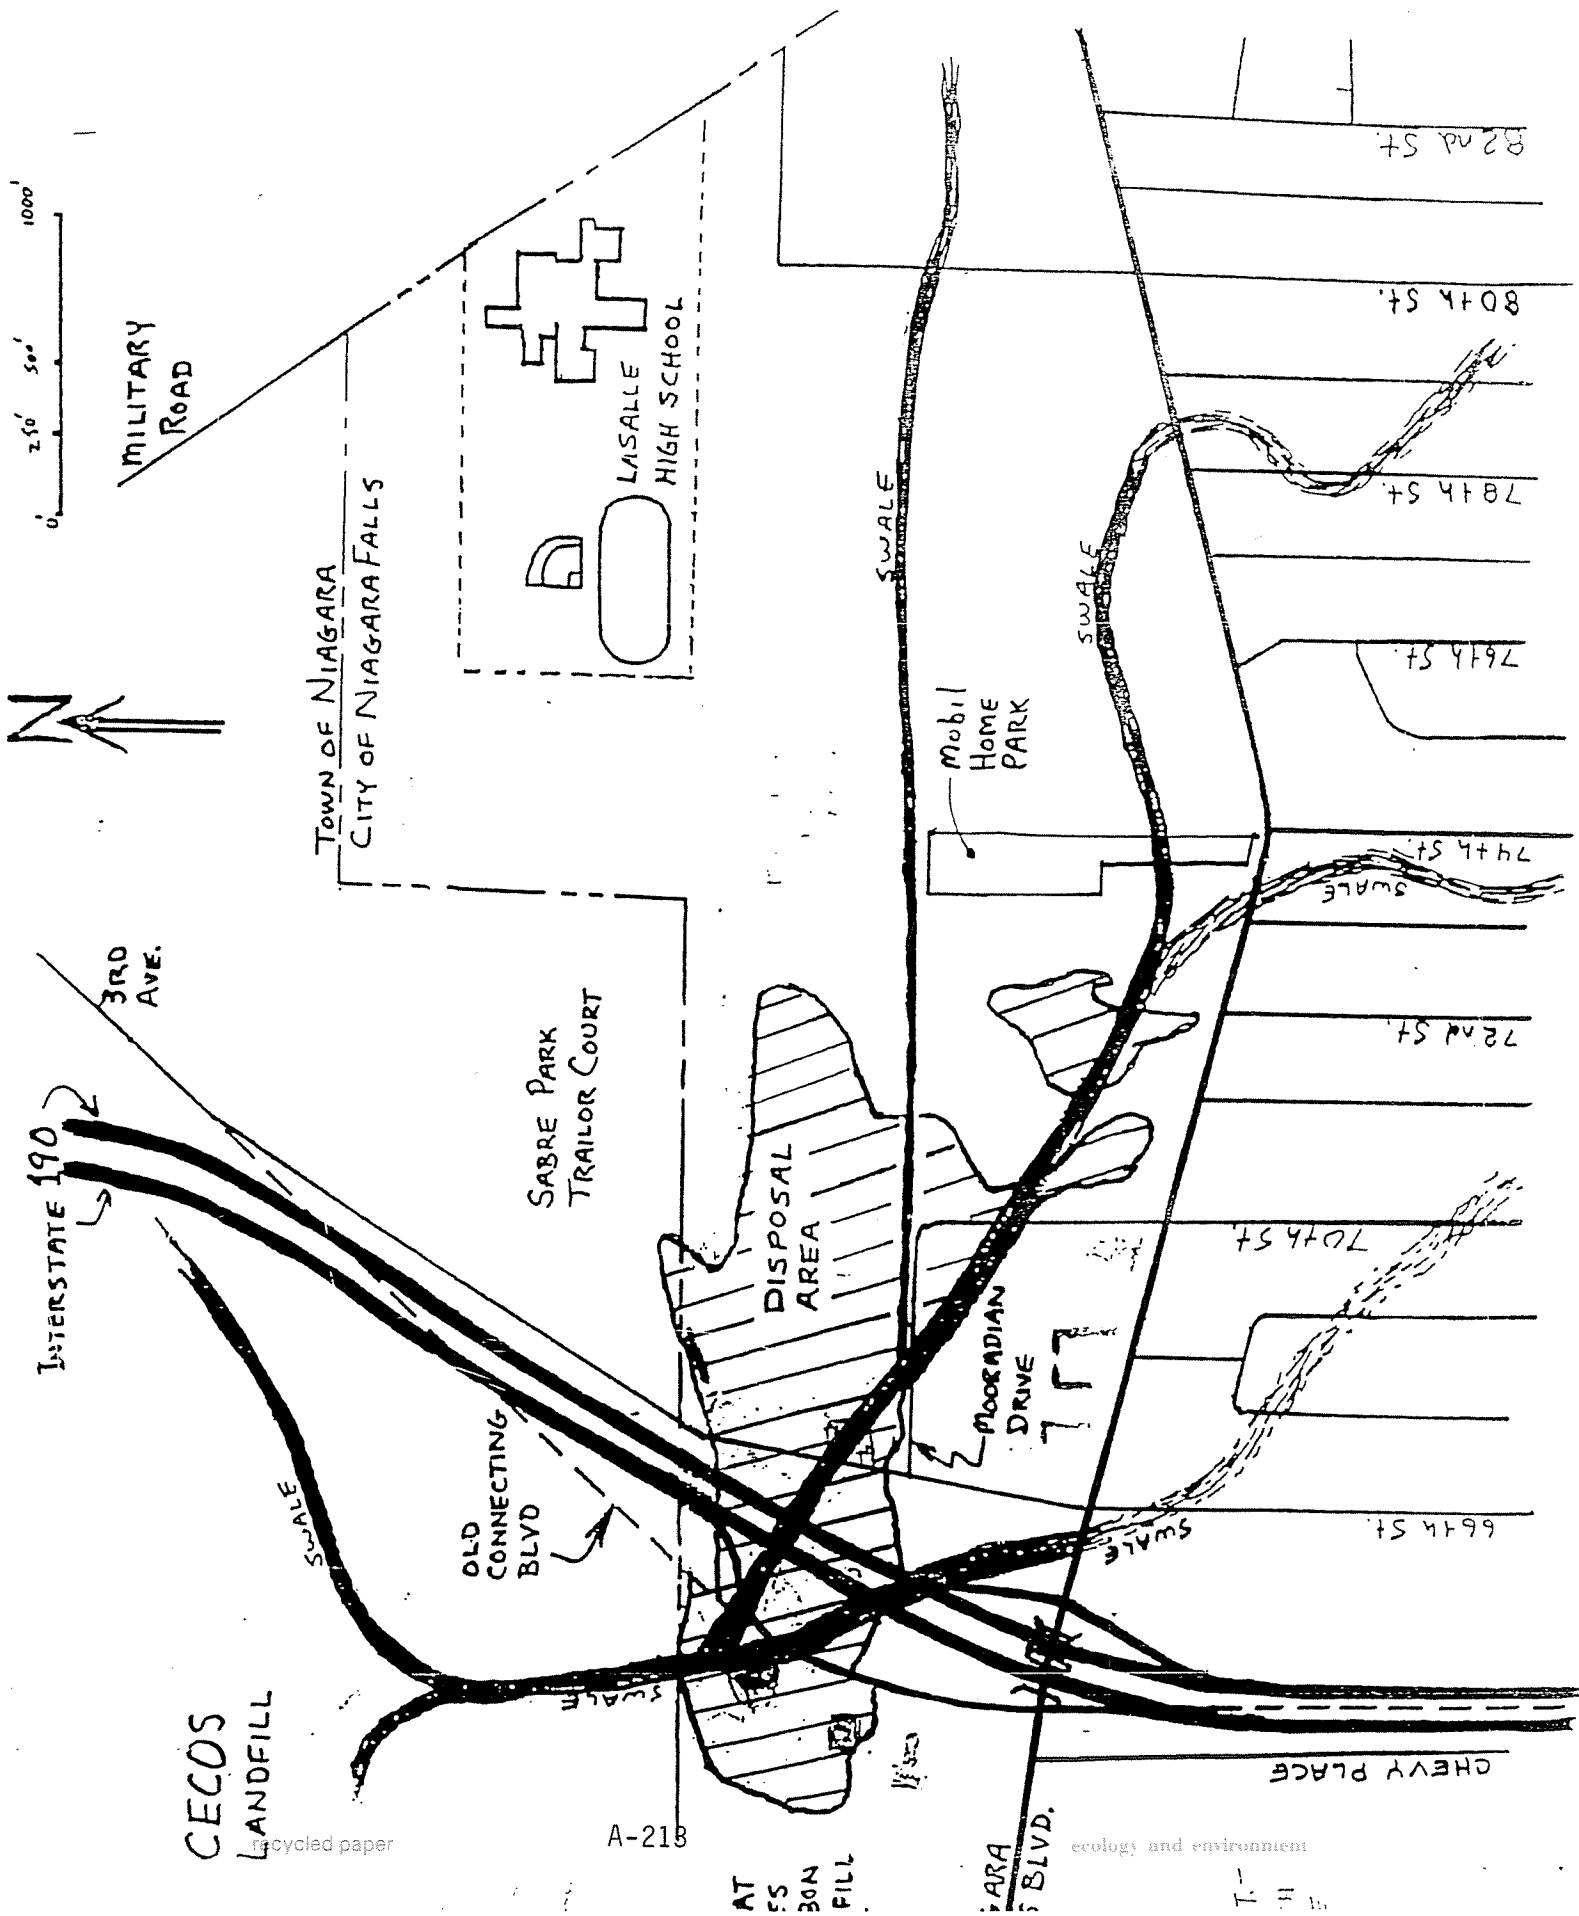 0' 250' 500' 1000'
MILITARY
ROAD
N
TOWN OF NIAGARA
CITY OF NIAGARA FALLS
LASALLE
HIGH SCHOOL
3RD
AVE.
INTERSTATE 190
SABRE PARK
TRAILOR COURT
SWALE
SWALE
Mobil
HOME
PARK
DISPOSAL
AREA
MOORADIAN
DRIVE
OLD
CONNECTING
BLVD
SWALE
SWALE
SWALE
SWALE
CECOS
LANDFILL
82nd St.
80th St.
78th St.
76th St.
74th St.
72nd St.
70th St.
66th St.
CHEVY PLACE
BLVD.
FILL
recycled paper
A-213
ecology and environment